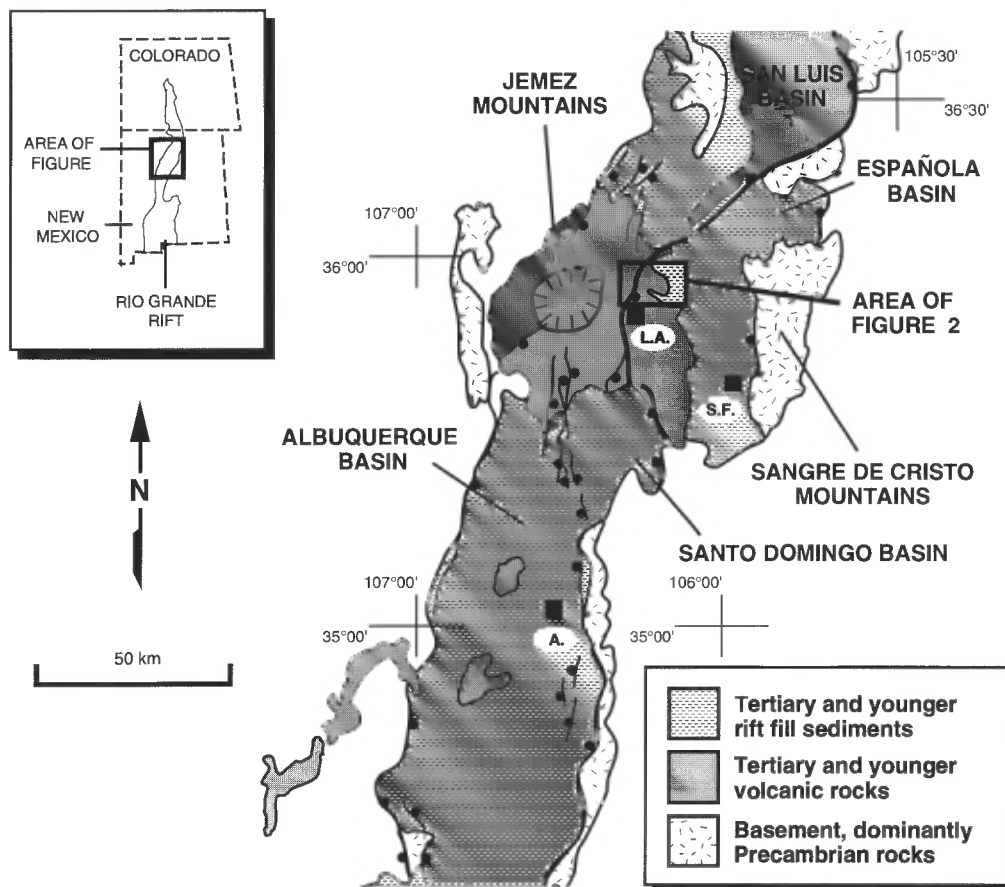 COLORADO
AREA OF
FIGURE
NEW
MEXICO
RIO GRANDE
RIFT
JEMEZ
MOUNTAINS
SAN LUIS
BASIN
105°30'
36°30'
ESPAÑOLA
BASIN
107°00'
36°00'
AREA OF
FIGURE 2
L.A.
S.F.
ALBUQUERQUE
BASIN
N
SANGRE DE CRISTO
MOUNTAINS
SANTO DOMINGO BASIN
107°00'
106°00'
35°00'
35°00'
A.
50 km
Tertiary and younger
rift fill sediments
Tertiary and younger
volcanic rocks
Basement, dominantly
Precambrian rocks